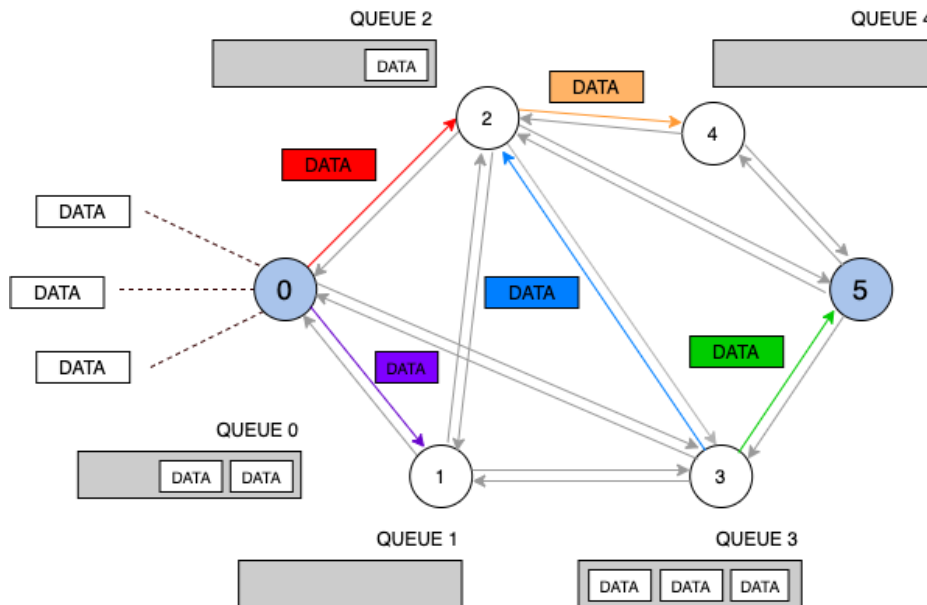 QUEUE 2
QUEUE 4
DATA
DATA
2
4
DATA
DATA
DATA
0
DATA
5
DATA
DATA
DATA
DATA
QUEUE 0
DATA DATA
1
3
QUEUE 1
QUEUE 3
DATA DATA DATA